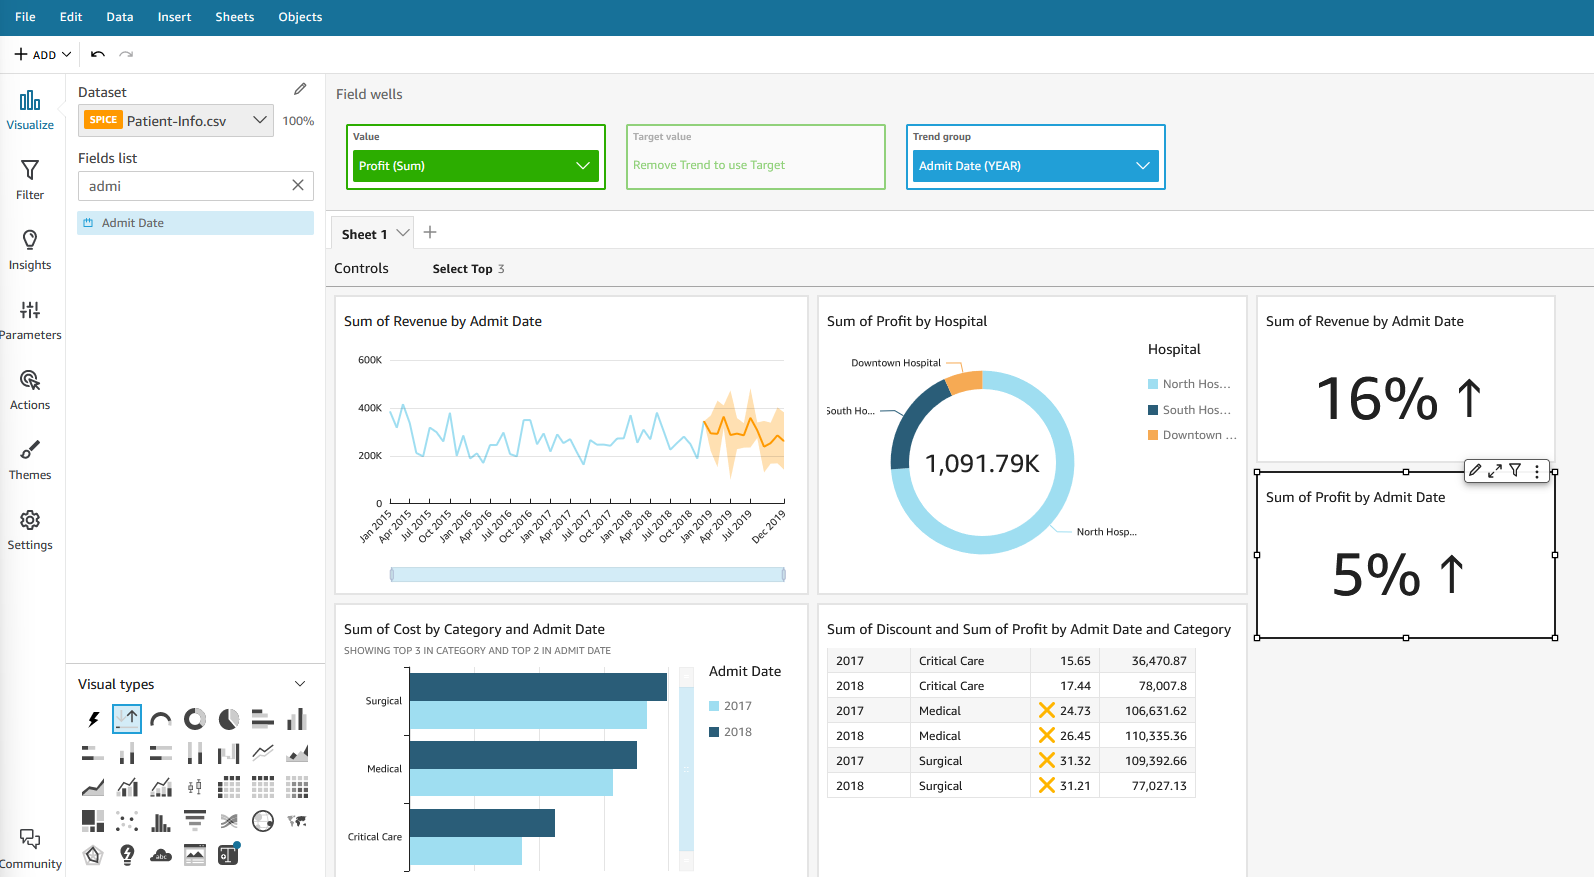 File Edit Data Insert Sheets Objects
ADD
Visualize
Filter
Insights
Parameters
Actions
Themes
Settings
Community
Dataset
SPICE Patient-Info.csv 100%
Fields list
admi
Admit Date
Visual types
abc
Field wells
Value
Profit (Sum)
Target value
Remove Trend to use Target
Trend group
Admit Date (YEAR)
Sheet 1
Controls Select Top 3
Sum of Revenue by Admit Date
600K
400K
200K
0
Jan 2015 Apr 2015 Jul 2015 Oct 2015 Jan 2016 Apr 2016 Jul 2016 Oct 2016 Jan 2017 Apr 2017 Jul 2017 Oct 2017 Jan 2018 Apr 2018 Jul 2018 Oct 2018 Jan 2019 Apr 2019 Jul 2019 Dec 2019
Sum of Profit by Hospital
Downtown Hospital
South Ho...
1,091.79K
North Hosp...
Hospital
North Hos...
South Hos...
Downtown ...
Sum of Revenue by Admit Date
16% ↑
Sum of Profit by Admit Date
5% ↑
Sum of Cost by Category and Admit Date
SHOWING TOP 3 IN CATEGORY AND TOP 2 IN ADMIT DATE
Surgical
Medical
Critical Care
Admit Date
2017
2018
Sum of Discount and Sum of Profit by Admit Date and Category
2017 Critical Care 15.65 36,470.87
2018 Critical Care 17.44 78,007.8
2017 Medical 24.73 106,631.62
2018 Medical 26.45 110,335.36
2017 Surgical 31.32 109,392.66
2018 Surgical 31.21 77,027.13